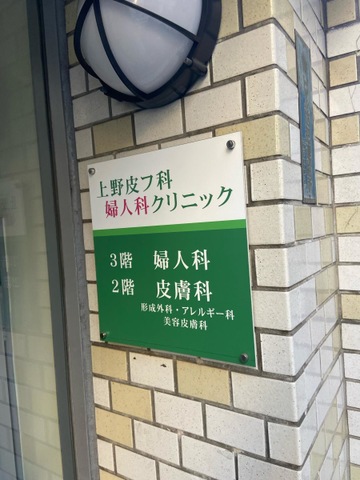 上野皮フ科
婦人科クリニック
3階 婦人科
2階 皮膚科
形成外科・アレルギー科
美容皮膚科